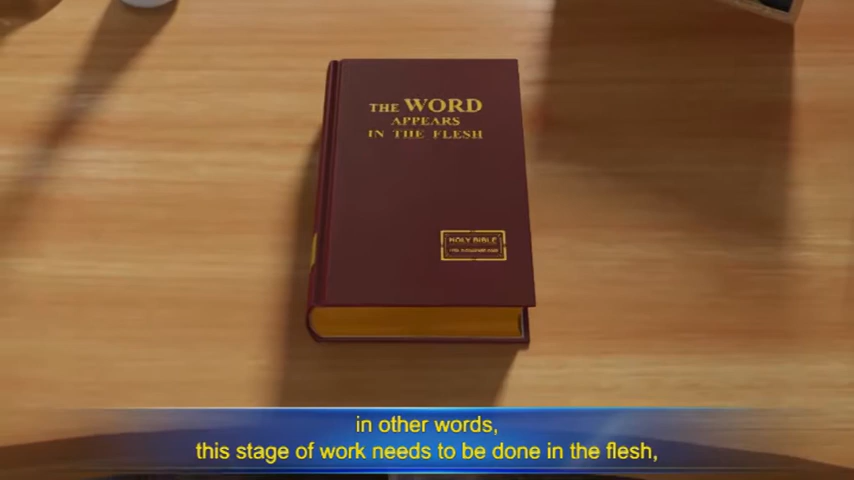 THE WORD
APPEARS
IN THE FLESH
HOLY BIBLE
in other words,
this stage of work needs to be done in the flesh,